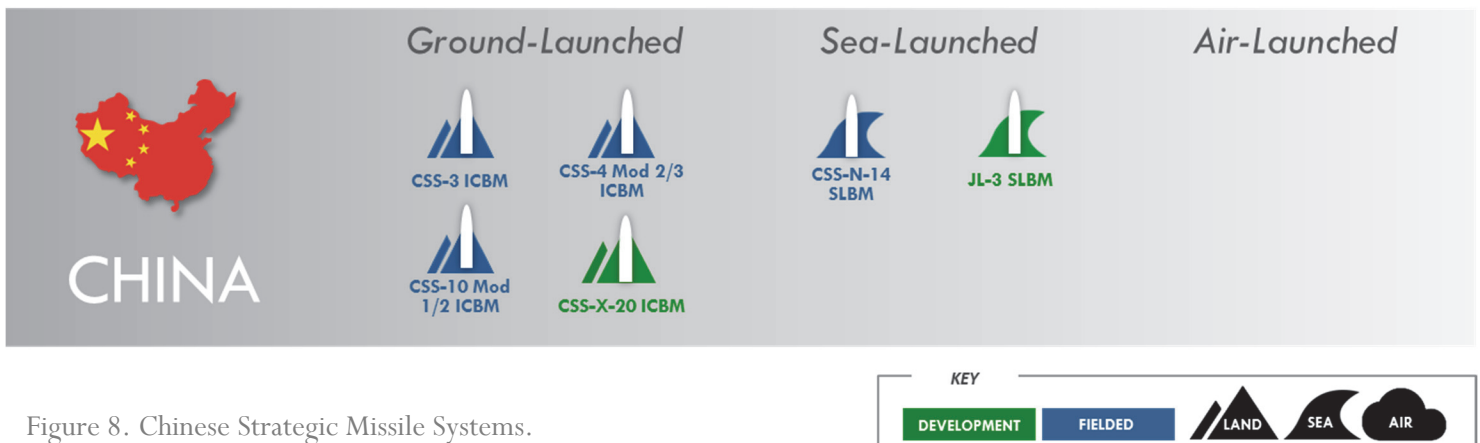 Ground-Launched
Sea-Launched
Air-Launched
CSS-3 ICBM
CSS-4 Mod 2/3
ICBM
CSS-N-14
SLBM
JL-3 SLBM
CHINA
CSS-10 Mod
1/2 ICBM
CSS-X-20 ICBM
KEY
DEVELOPMENT
FIELDED
LAND
SEA
AIR
Figure 8. Chinese Strategic Missile Systems.